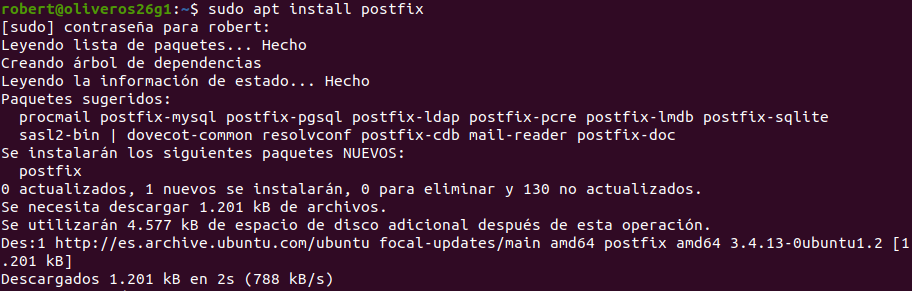 robert@oliveros26g1:~$ sudo apt install postfix
[sudo] contraseña para robert:
Leyendo lista de paquetes... Hecho
Creando árbol de dependencias
Leyendo la información de estado... Hecho
Paquetes sugeridos:
  procmail postfix-mysql postfix-pgsql postfix-ldap postfix-pcre postfix-lmdb postfix-sqlite
  sasl2-bin | dovecot-common resolvconf postfix-cdb mail-reader postfix-doc
Se instalarán los siguientes paquetes NUEVOS:
  postfix
0 actualizados, 1 nuevos se instalarán, 0 para eliminar y 130 no actualizados.
Se necesita descargar 1.201 kB de archivos.
Se utilizarán 4.577 kB de espacio de disco adicional después de esta operación.
Des:1 http://es.archive.ubuntu.com/ubuntu focal-updates/main amd64 postfix amd64 3.4.13-0ubuntu1.2 [1
.201 kB]
Descargados 1.201 kB en 2s (788 kB/s)